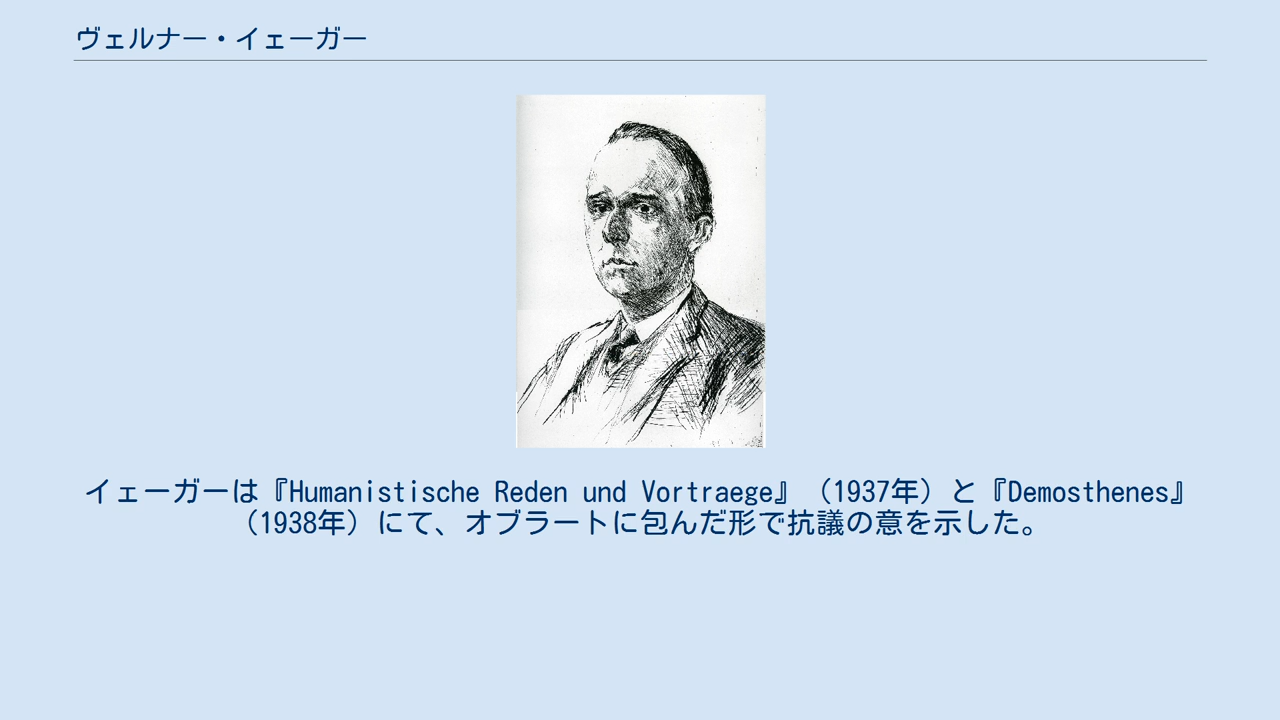 ヴェルナー・イェーガー
イェーガーは『Humanistische Reden und Vortraege』（1937年）と『Demosthenes』
（1938年）にて、オブラートに包んだ形で抗議の意を示した。